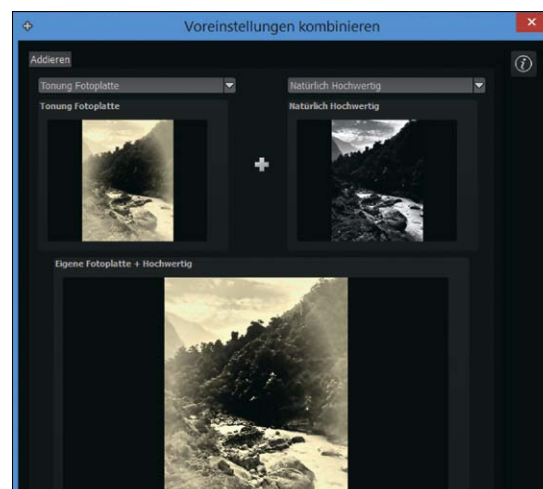 Voreinstellungen kombinieren
Addieren
Tonung Fotoplatte
Natürlich Hochwertig
Tonung Fotoplatte
Natürlich Hochwertig
Eigene Fotoplatte + Hochwertig